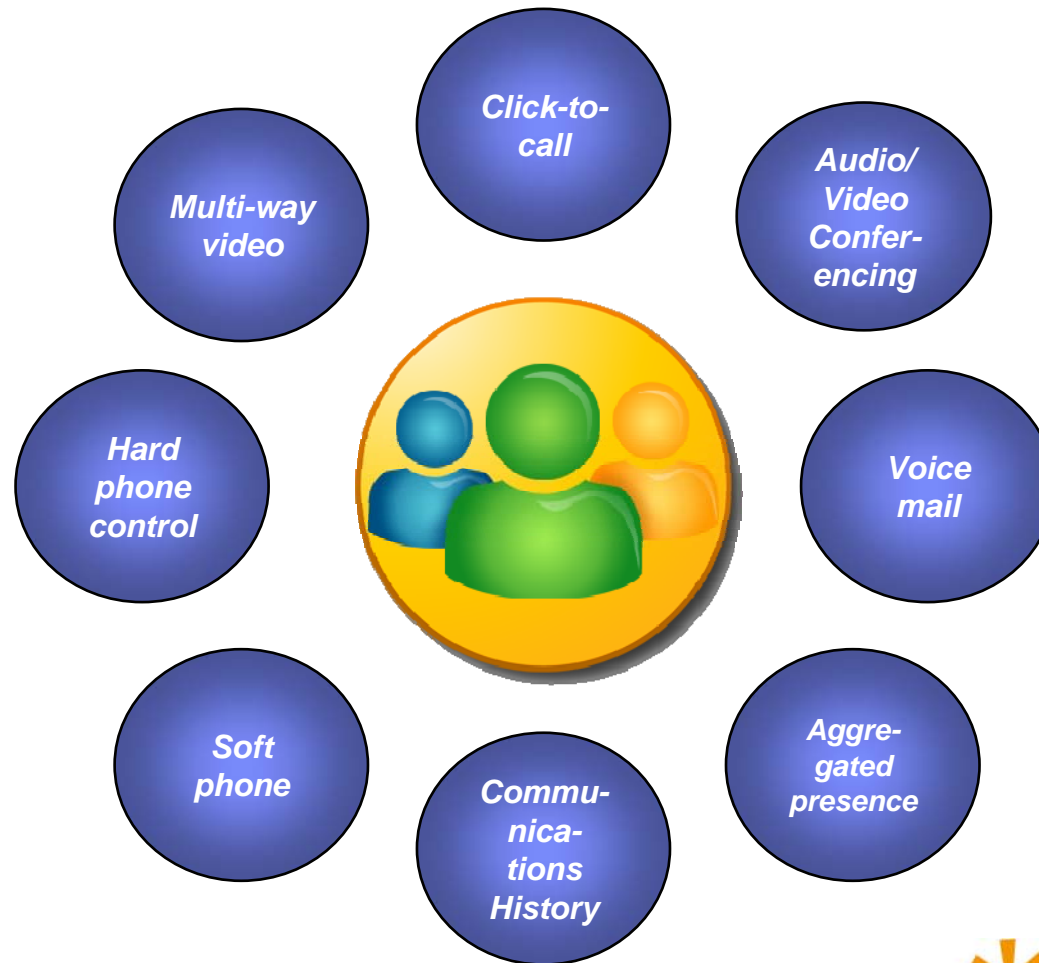 Click-to-
call
Audio/
Video
Confer-
encing
Multi-way
video
Hard
phone
control
Voice
mail
Soft
phone
Aggre-
gated
presence
Commu-
nica-
tions
History